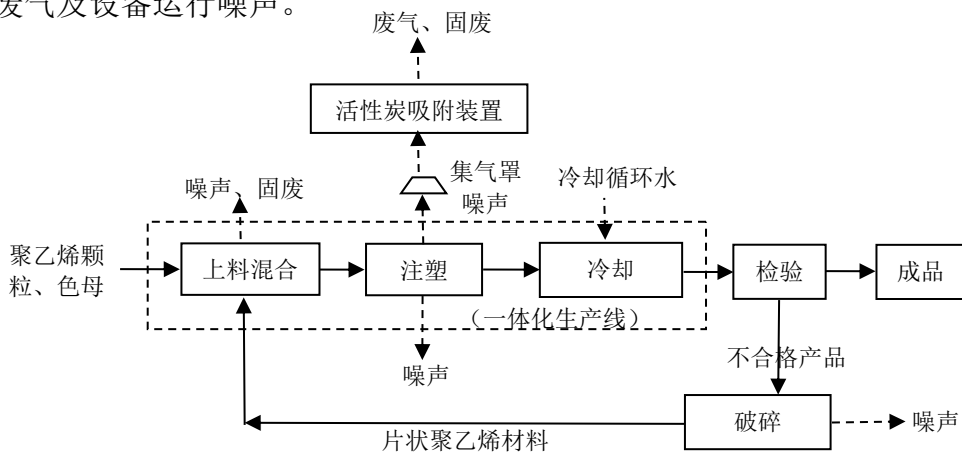 废气及设备运行噪声。
废气、固废
活性炭吸附装置
集气罩
噪声
冷却循环水
噪声、固废
聚乙烯颗
粒、色母
上料混合
注塑
冷却
检验
成品
（一体化生产线）
不合格产品
噪声
破碎
噪声
片状聚乙烯材料